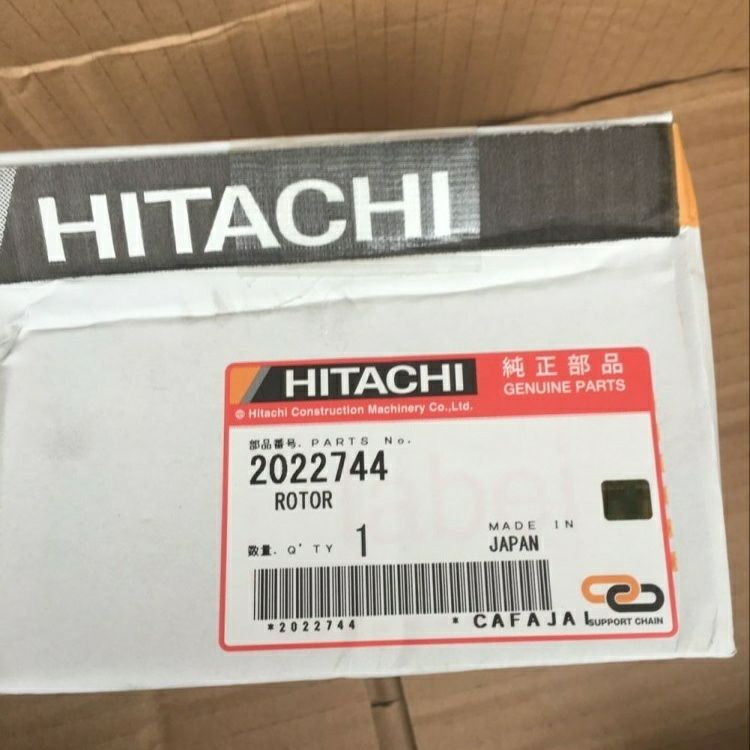 HITACHI
HITACHI
純正部品
GENUINE PARTS
© Hitachi Construction Machinery Co.,Ltd.
部品番号. PARTS No.
2022744
ROTOR
数量. Q'TY 1
MADE IN
JAPAN
*2022744 * CAFAJA
SUPPORT CHAIN